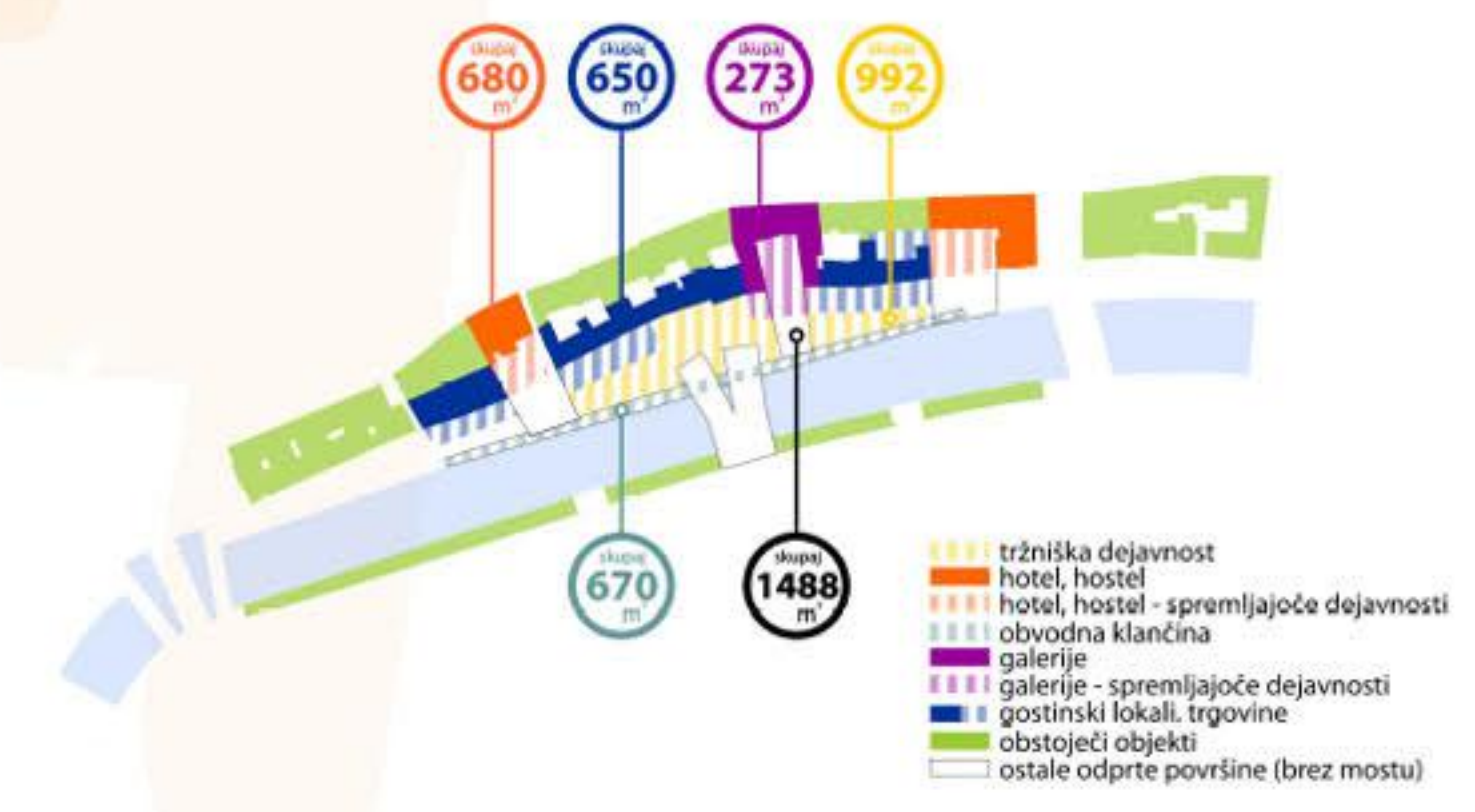 skupaj
680
m²
skupaj
650
m²
skupaj
273
m²
skupaj
992
m²
skupaj
670
m²
skupaj
1488
m²
tržniška dejavnost
hotel, hostel
hotel, hostel - spremljajoče dejavnosti
obvodna klančina
galerije
galerije - spremljajoče dejavnosti
gostinski lokali. trgovine
obstoječi objekti
ostale odprte površine (brez mostu)